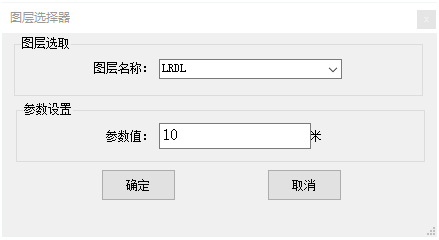 图层选择器
x
图层选取
图层名称： LRDL
参数设置
参数值： 10 米
确定 取消